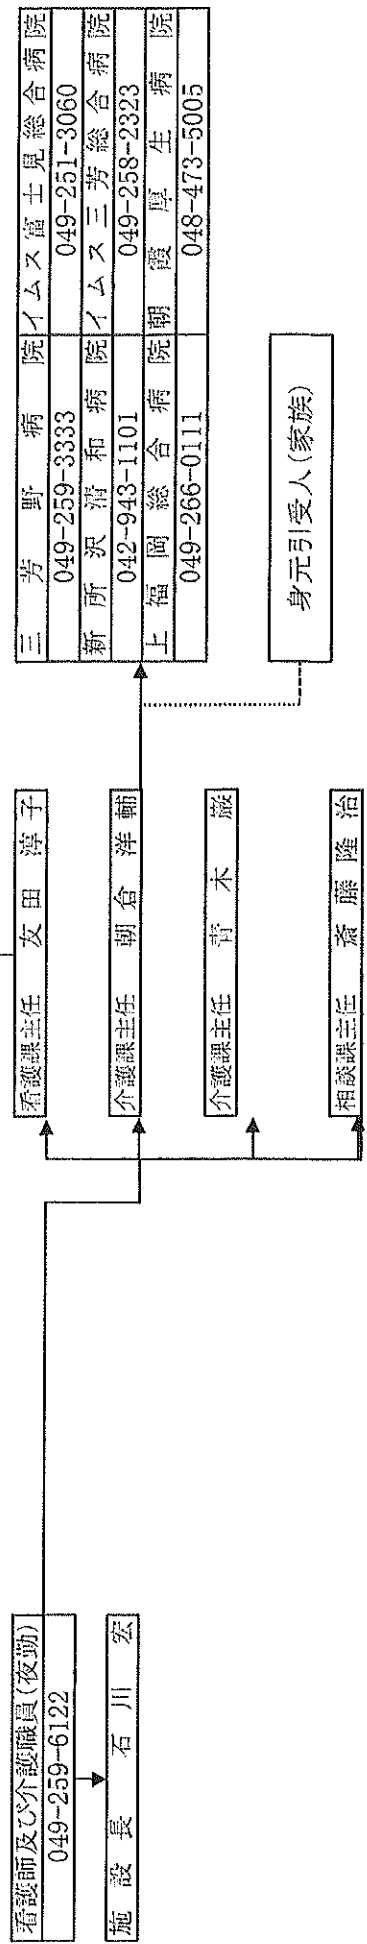 看護師及び介護職員(夜勤)
049-259-6122
施設長 石川 宏
看護課主任 友田 淳子
介護課主任 朝倉 洋輔
介護課主任 青木 厳
相談課主任 斎藤 隆治
三芳野病院 イムス富士見総合病院
049-259-3333 049-251-3060
新所沢清和病院 イムス三芳総合病院
042-943-1101 049-258-2323
上福岡総合病院 朝霞厚生病院
049-266-0111 048-473-5005
身元引受人(家族)